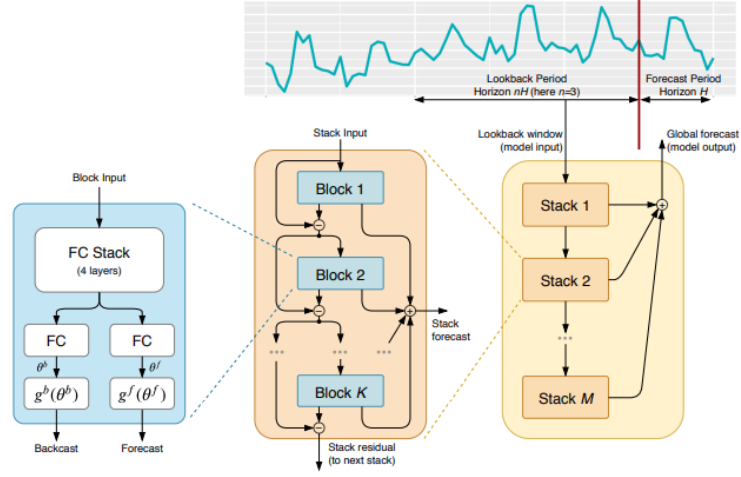 Lookback Period
Horizon nH (here n=3)
Forecast Period
Horizon H
Lookback window
(model input)
Global forecast
(model output)
Stack Input
Block Input
Block 1
Stack 1
FC Stack
(4 layers)
Block 2
Stack 2
Stack
forecast
FC
FC
θᵇ
θᶠ
...
...
...
...
gᵇ(θᵇ)
gᶠ(θᶠ)
Block K
Stack M
Backcast
Forecast
Stack residual
(to next stack)